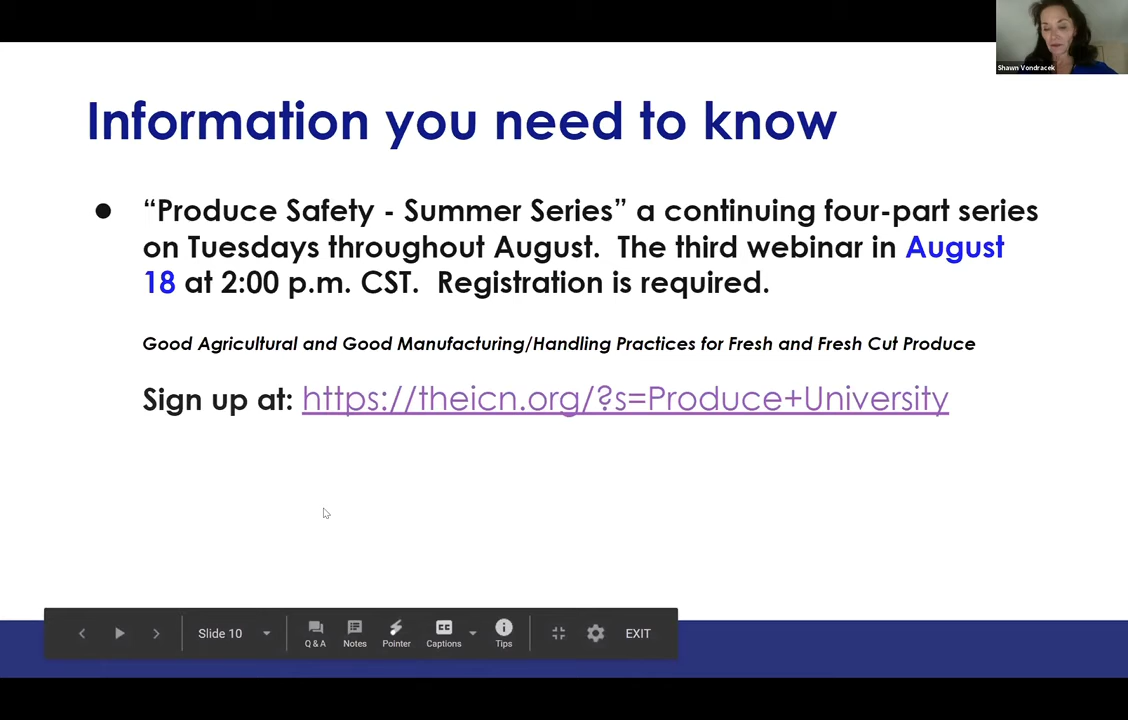 Shawn Vondracek
Information you need to know
● “Produce Safety - Summer Series” a continuing four-part series
on Tuesdays throughout August.  The third webinar in August
18 at 2:00 p.m. CST.  Registration is required.
Good Agricultural and Good Manufacturing/Handling Practices for Fresh and Fresh Cut Produce
Sign up at: https://theicn.org/?s=Produce+University
Slide 10
Q & A Notes Pointer Captions Tips EXIT